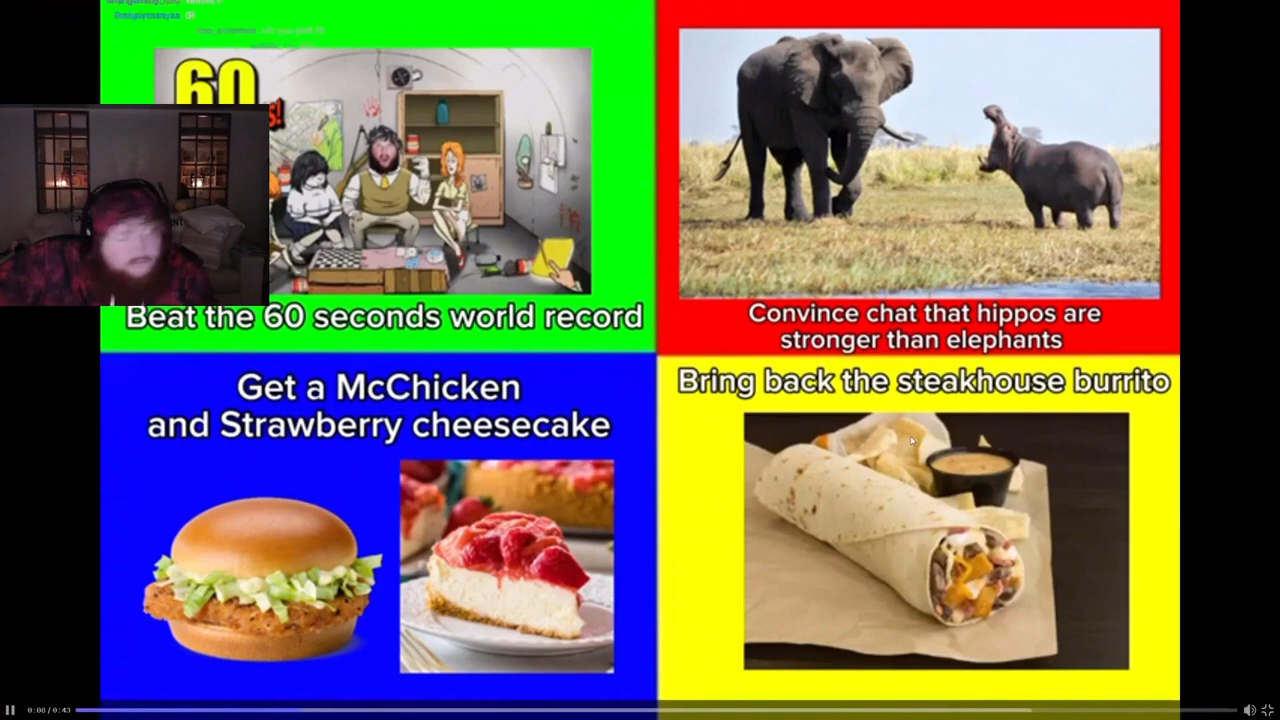 60
Beat the 60 seconds world record
Convince chat that hippos are
stronger than elephants
Get a McChicken
and Strawberry cheesecake
Bring back the steakhouse burrito
0:08 / 0:43